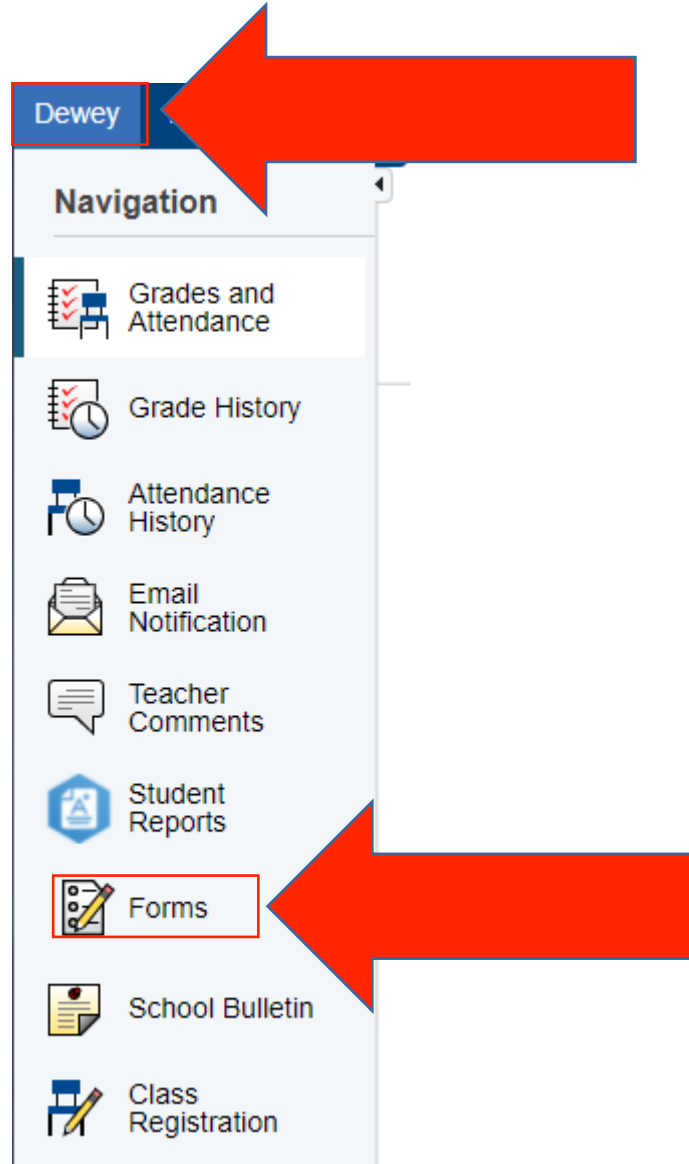 Dewey
Navigation
Grades and
Attendance
Grade History
Attendance
History
Email
Notification
Teacher
Comments
Student
Reports
Forms
School Bulletin
Class
Registration